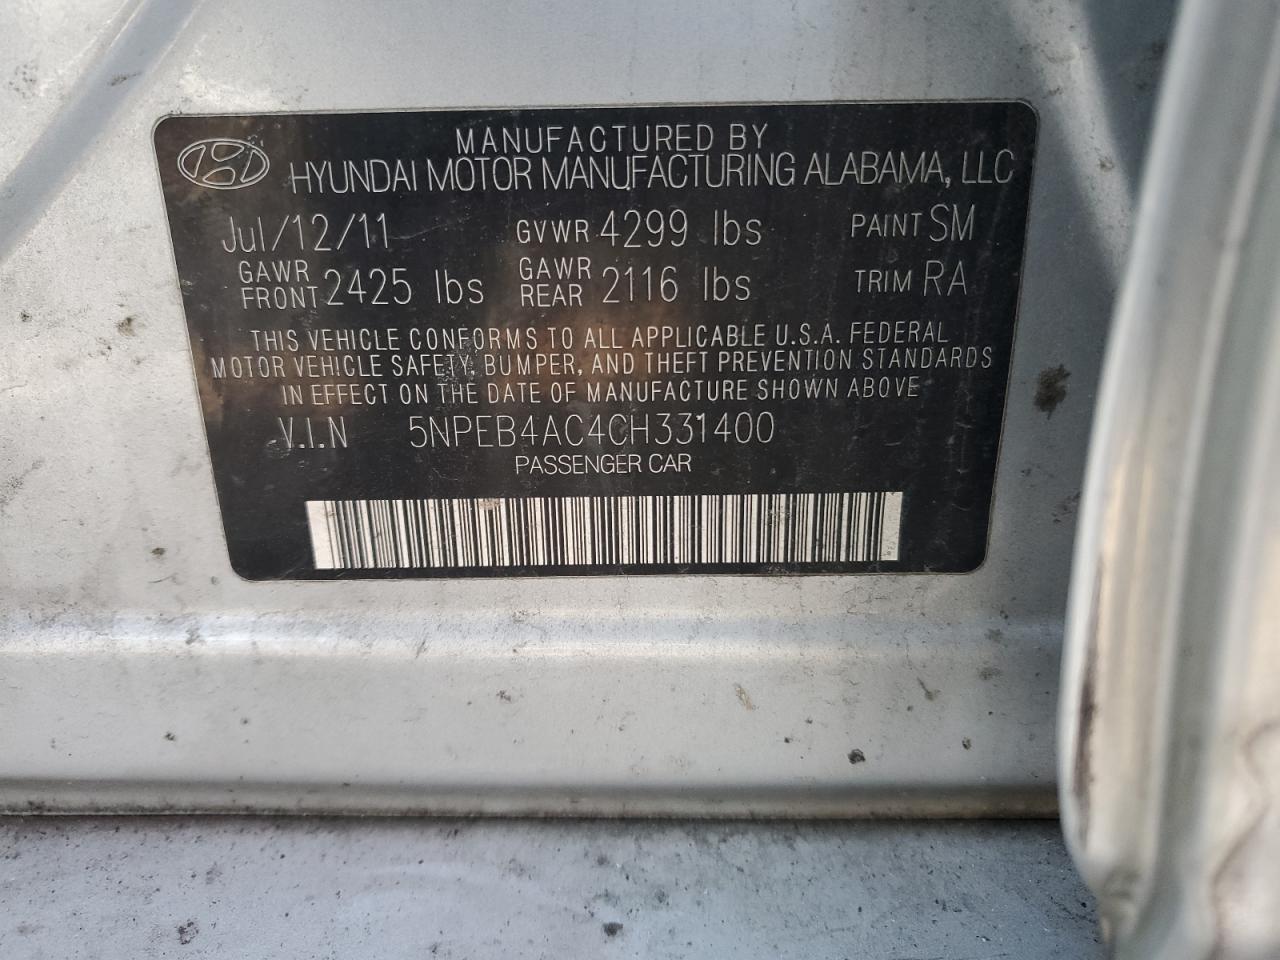 MANUFACTURED BY
HYUNDAI MOTOR MANUFACTURING ALABAMA, LLC
Jul/12/11 GVWR 4299 lbs PAINT SM
GAWR FRONT 2425 lbs GAWR REAR 2116 lbs TRIM RA
THIS VEHICLE CONFORMS TO ALL APPLICABLE U.S.A. FEDERAL
MOTOR VEHICLE SAFETY, BUMPER, AND THEFT PREVENTION STANDARDS
IN EFFECT ON THE DATE OF MANUFACTURE SHOWN ABOVE
V.I.N 5NPEB4AC4CH331400
PASSENGER CAR